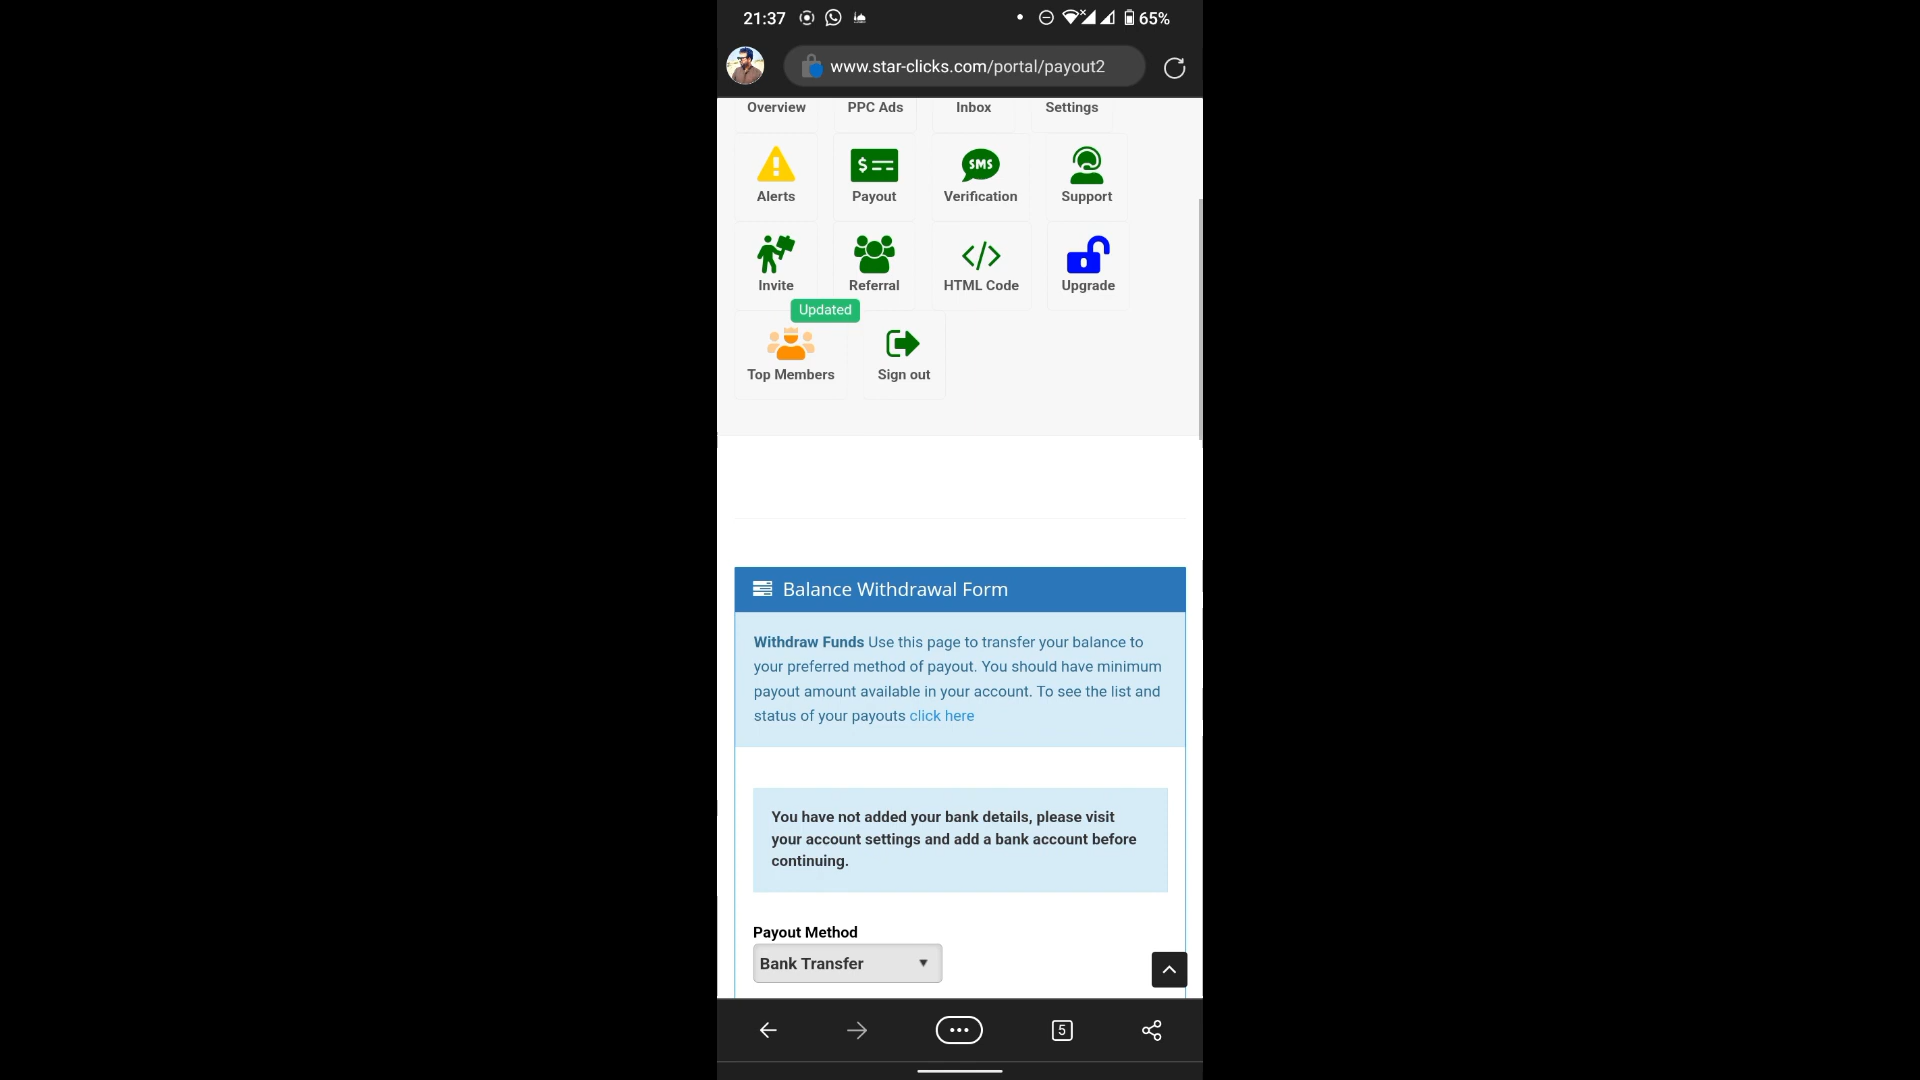 21:37
65%
www.star-clicks.com/portal/payout2
Overview PPC Ads Inbox Settings
SMS
Alerts Payout Verification Support
Invite Referral HTML Code Upgrade
Updated
Top Members Sign out
Balance Withdrawal Form
Withdraw Funds Use this page to transfer your balance to
your preferred method of payout. You should have minimum
payout amount available in your account. To see the list and
status of your payouts click here
You have not added your bank details, please visit
your account settings and add a bank account before
continuing.
Payout Method
Bank Transfer
5